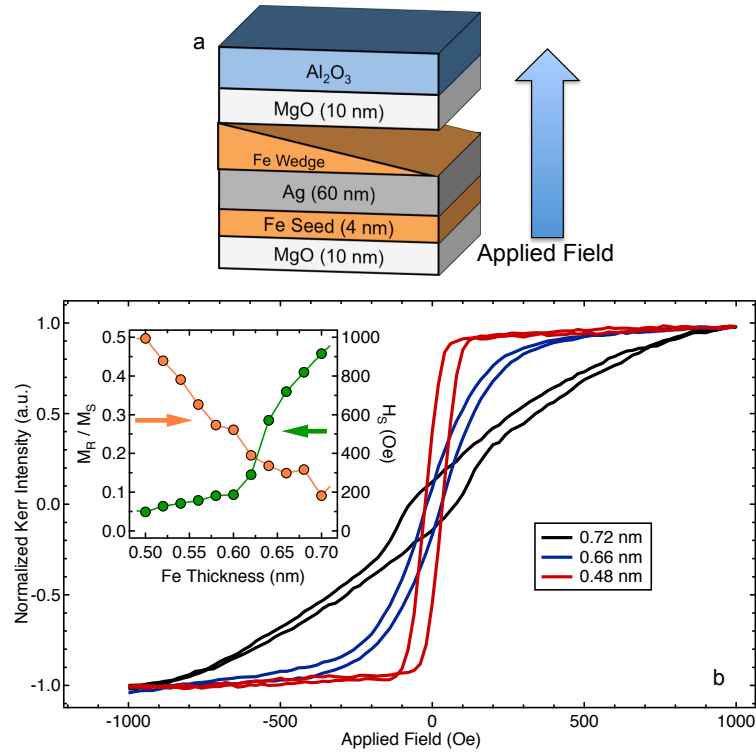 a
Al₂O₃
MgO (10 nm)
Fe Wedge
Ag (60 nm)
Fe Seed (4 nm)
MgO (10 nm)
Applied Field
1.0
0.5
0.0
-0.5
-1.0
Normalized Kerr Intensity (a.u.)
0.5
0.4
0.3
0.2
0.1
0.0
M_R / M_S
1000
800
600
400
200
0
H_S (Oe)
0.50 0.55 0.60 0.65 0.70
Fe Thickness (nm)
0.72 nm
0.66 nm
0.48 nm
b
-1000 -500 0 500 1000
Applied Field (Oe)